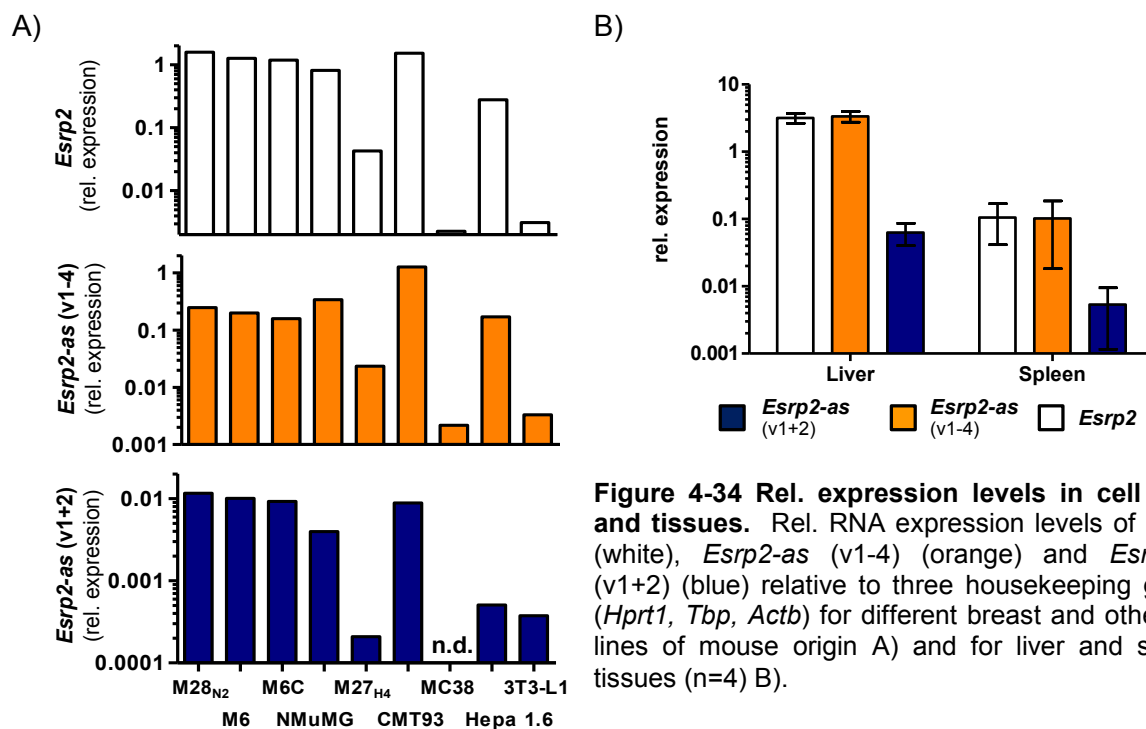 A)
1
0.1
0.01
Esrp2
(rel. expression)
1
0.1
0.01
0.001
Esrp2-as (v1-4)
(rel. expression)
0.01
0.001
0.0001
Esrp2-as (v1+2)
(rel. expression)
n.d.
M28N2 M6C M27H4 MC38 3T3-L1
M6 NMuMG CMT93 Hepa 1.6
B)
10
1
0.1
0.01
0.001
rel. expression
Liver Spleen
Esrp2-as Esrp2-as Esrp2
(v1+2) (v1-4)
Figure 4-34 Rel. expression levels in cell
and tissues. Rel. RNA expression levels of
(white), Esrp2-as (v1-4) (orange) and
(v1+2) (blue) relative to three housekeeping
(Hprt1, Tbp, Actb) for different breast and
lines of mouse origin A) and for liver and
tissues (n=4) B).